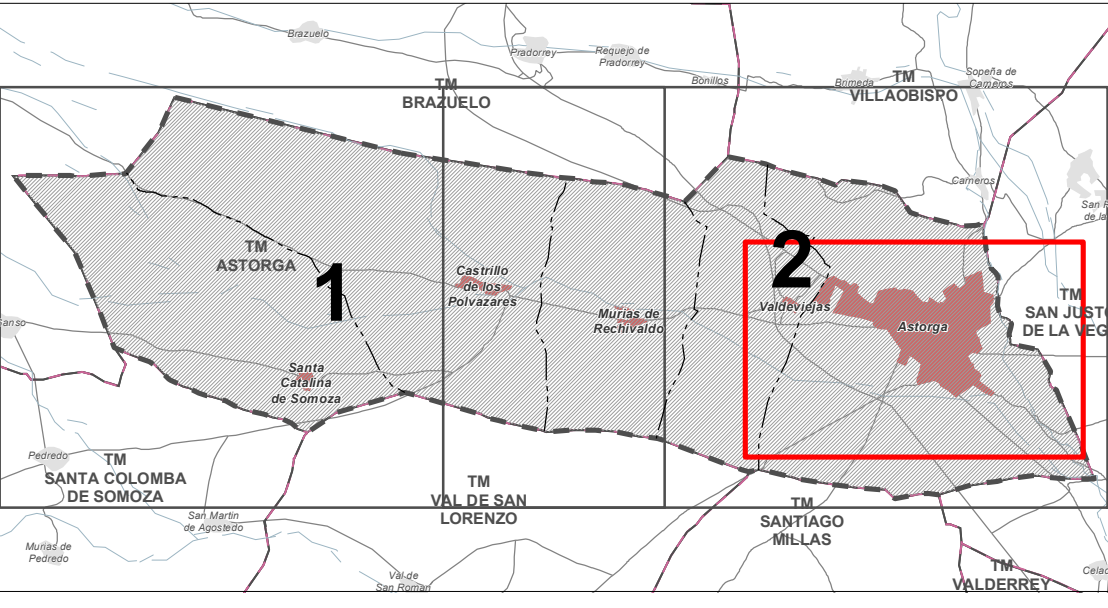 Brazuelo
Pradorrey
Requejo de
Pradorrey
Bonillos
Brimeda
TM
VILLAOBISPO
Sopeña de
Carneros
TM
BRAZUELO
Carneros
San
de la
TM
ASTORGA
1
Castrillo
de los
Polvazares
Murias de
Rechivaldo
2
Valdeviejas
Astorga
TM
SAN JUSTO
DE LA VEG
anso
Santa
Catalina
de Somoza
Pedredo
TM
SANTA COLOMBA
DE SOMOZA
San Martin
de Agostedo
Murias de
Pedredo
TM
VAL DE SAN
LORENZO
Val de
San Roman
TM
SANTIAGO
MILLAS
TM
VALDERREY
Celad